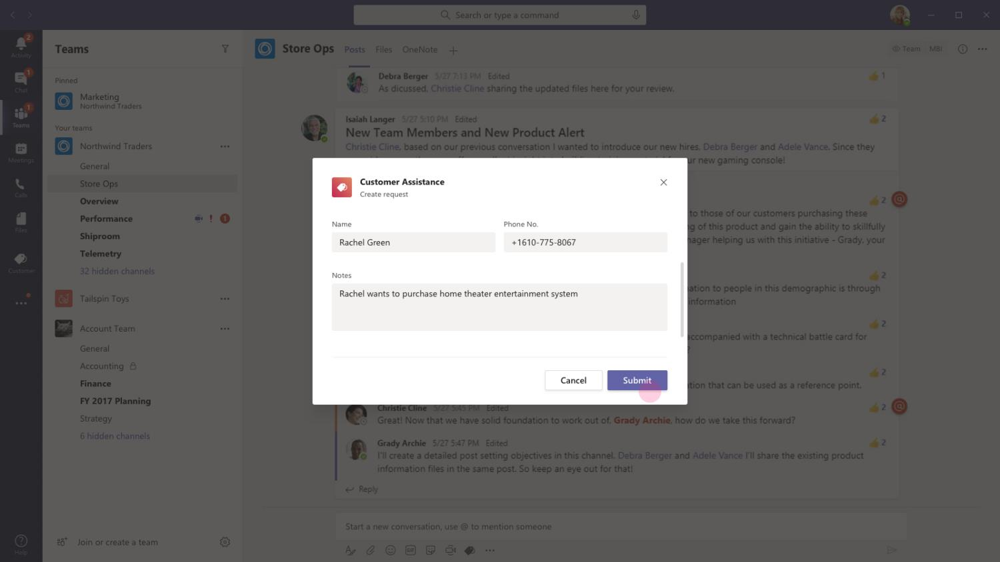 Search or type a command
2
Activity
1
Chat
1
Teams
Meetings
Calls
Files
Customer
Help
Teams
Pinned
Marketing
Northwind Traders
Your teams
Northwind Traders
General
Store Ops
Overview
Performance ! 1
Shiproom
Telemetry
32 hidden channels
Tailspin Toys
Account Team
General
Accounting
Finance
FY 2017 Planning
Strategy
6 hidden channels
Join or create a team
Store Ops Posts Files OneNote
Team MBI
Debra Berger 5/27 7:13 PM Edited 1
As dicussed, Christie Cline sharing the updated files here for your review.
Isaiah Langer 5/27 5:10 PM Edited 2
New Team Members and New Product Alert
Christie Cline, based on our previous conversation I wanted to introduce our new hires, Debra Berger and Adele Vance. Since they
our new gaming console!
2 @
to those of our customers purchasing these
of this product and gain the ability to skillfully
helping us with this initiative - Grady, your
2
to people in this demographic is through
information
2
accompanied with a technical battle card for
?
2
that can be used as a reference point.
Customer Assistance
Create request
Name Phone No.
Rachel Green +1610-775-8067
Notes
Rachel wants to purchase home theater entertainment system
Cancel Submit
Christie Cline 5/27 5:45 PM Edited 2 @
Great! Now that we have solid foundation to work out of, Grady Archie, how do we take this forward?
Grady Archie 5/27 5:47 PM Edited 2
I'll create a detailed post setting objectives in this channel. Debra Berger and Adele Vance I'll share the existing product
information files in the same post. So keep an eye out for that!
Reply
Start a new conversation, use @ to mention someone
GIF